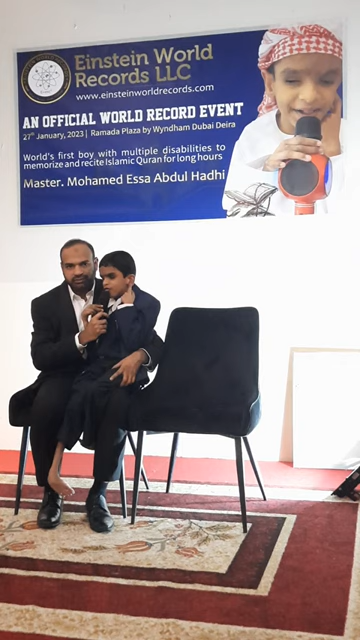 Einstein World
Records LLC
www.einsteinworldrecords.com
AN OFFICIAL WORLD RECORD EVENT
27th January, 2023 | Ramada Plaza by Wyndham Dubai Deira
World's first boy with multiple disabilities to
memorize and recite Islamic Quran for long hours
Master. Mohamed Essa Abdul Hadhi